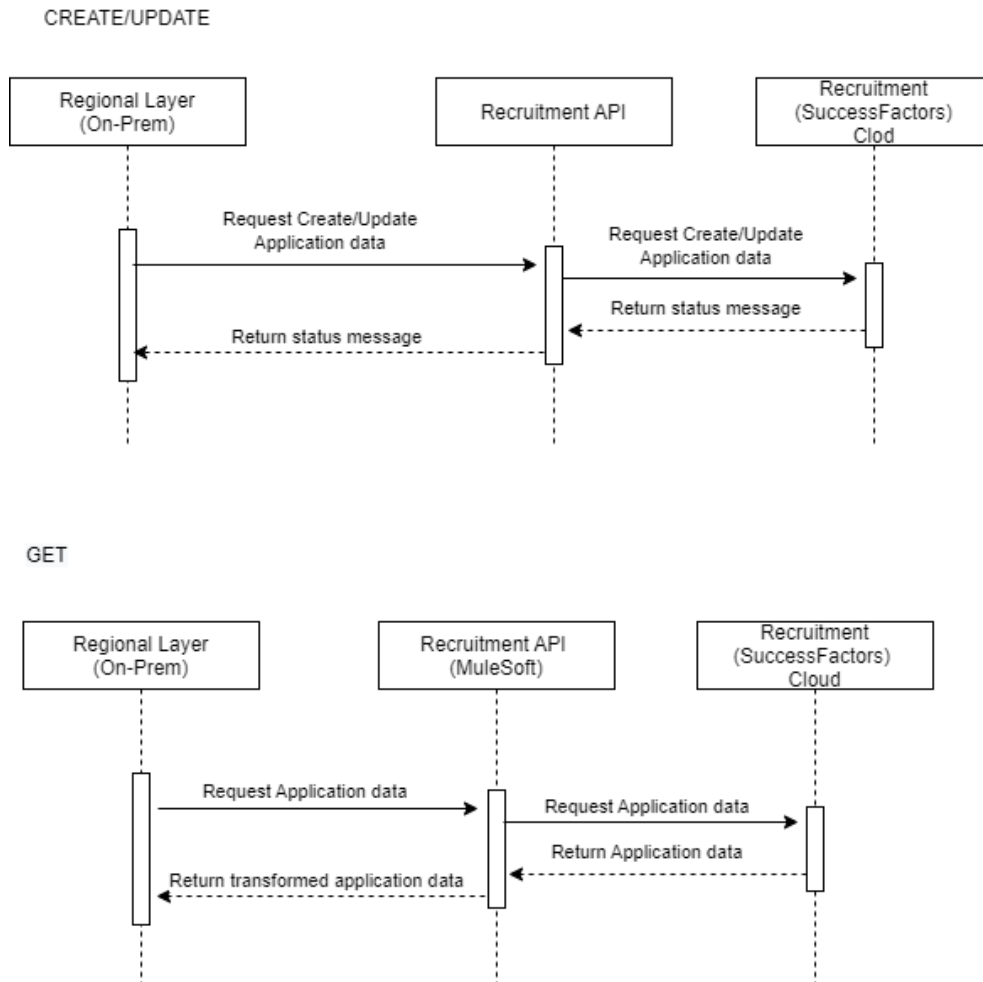 CREATE/UPDATE
Regional Layer
(On-Prem)
Recruitment API
Recruitment
(SuccessFactors)
Clod
Request Create/Update
Application data
Request Create/Update
Application data
Return status message
Return status message
GET
Regional Layer
(On-Prem)
Recruitment API
(MuleSoft)
Recruitment
(SuccessFactors)
Cloud
Request Application data
Request Application data
Return Application data
Return transformed application data